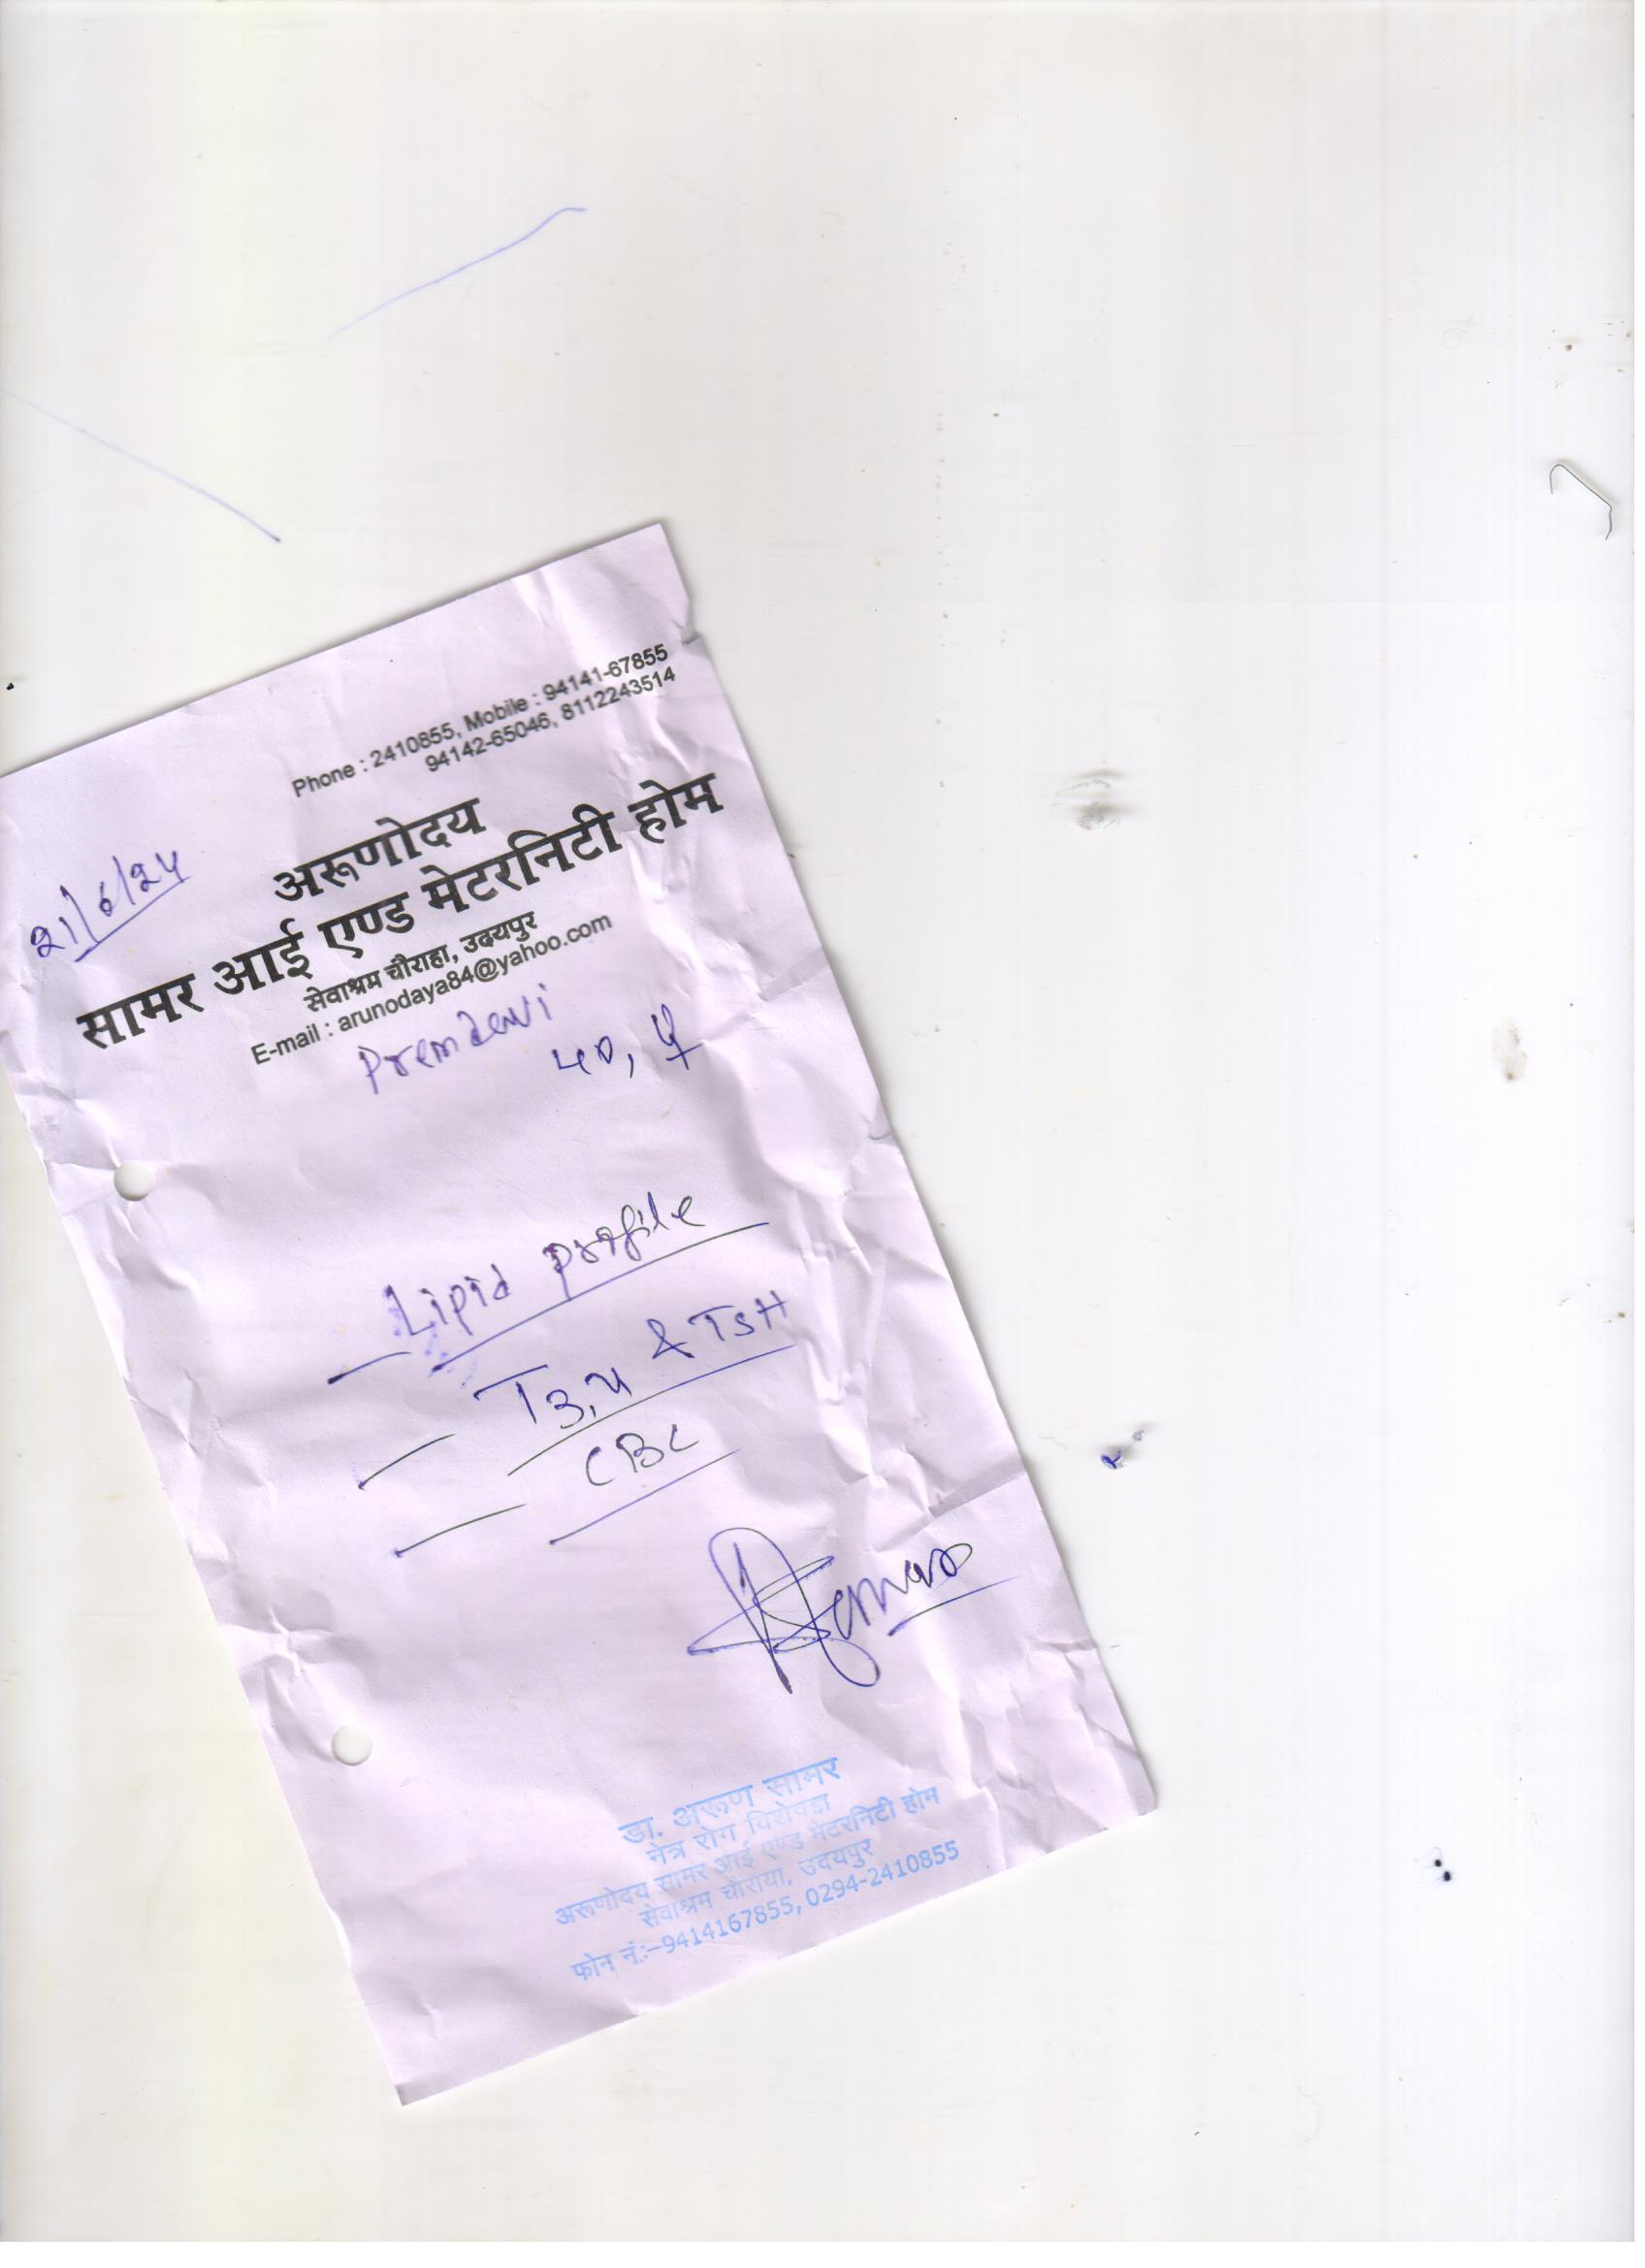 Phone : 2410855, Mobile : 94141-67855
94142-65046, 8112243514
अरूणोदय
सामर आई एण्ड मेटरनिटी होम
सेवाश्रम चौराहा, उदयपुर
E-mail : arunodaya84@yahoo.com
21/6/24
Premdevi
40, F
Lipid profile
T3,4 & TSH
CBC
डा. अरूण सामर
नेत्र रोग विशेषज्ञ
अरूणोदय सामर आई एण्ड मेटरनिटी होम
सेवाश्रम चौराया, उदयपुर
फोन नं.:–9414167855, 0294-2410855